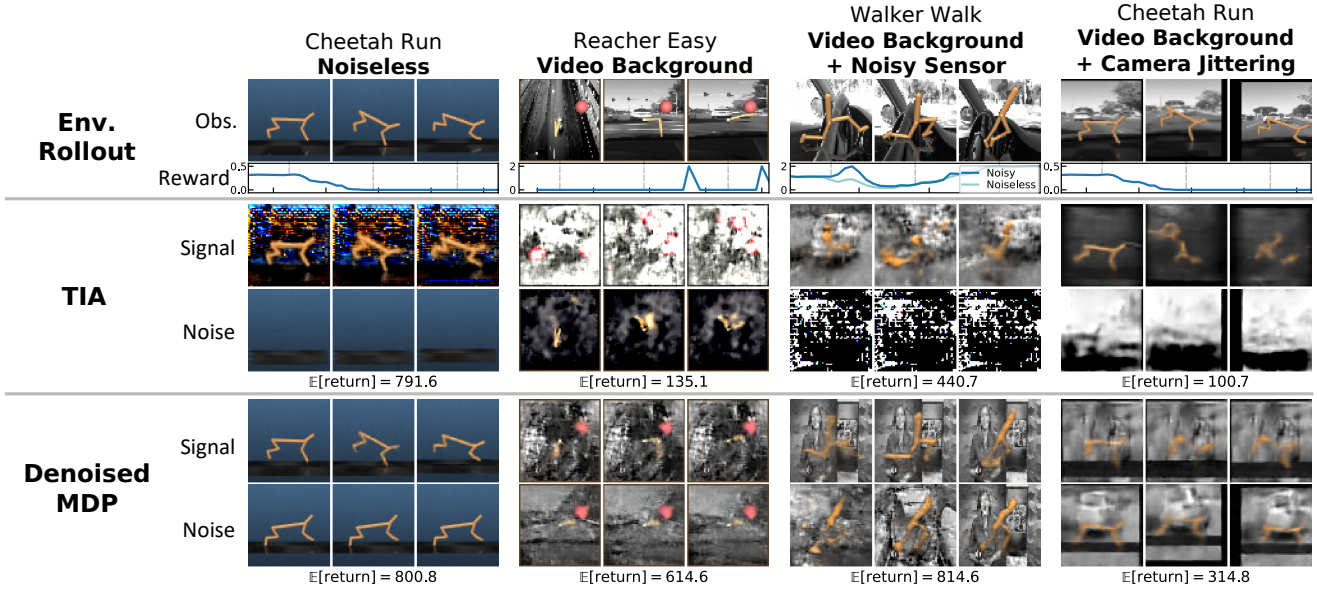 Cheetah Run
Noiseless
Reacher Easy
Video Background
Walker Walk
Video Background
+ Noisy Sensor
Cheetah Run
Video Background
+ Camera Jittering
Env.
Rollout
Obs.
Reward
0.5
0.0
2
0
2
0
Noisy
Noiseless
0.5
0.0
TIA
Signal
Noise
𝔼[return] = 791.6
𝔼[return] = 135.1
𝔼[return] = 440.7
𝔼[return] = 100.7
Denoised
MDP
Signal
Noise
𝔼[return] = 800.8
𝔼[return] = 614.6
𝔼[return] = 814.6
𝔼[return] = 314.8